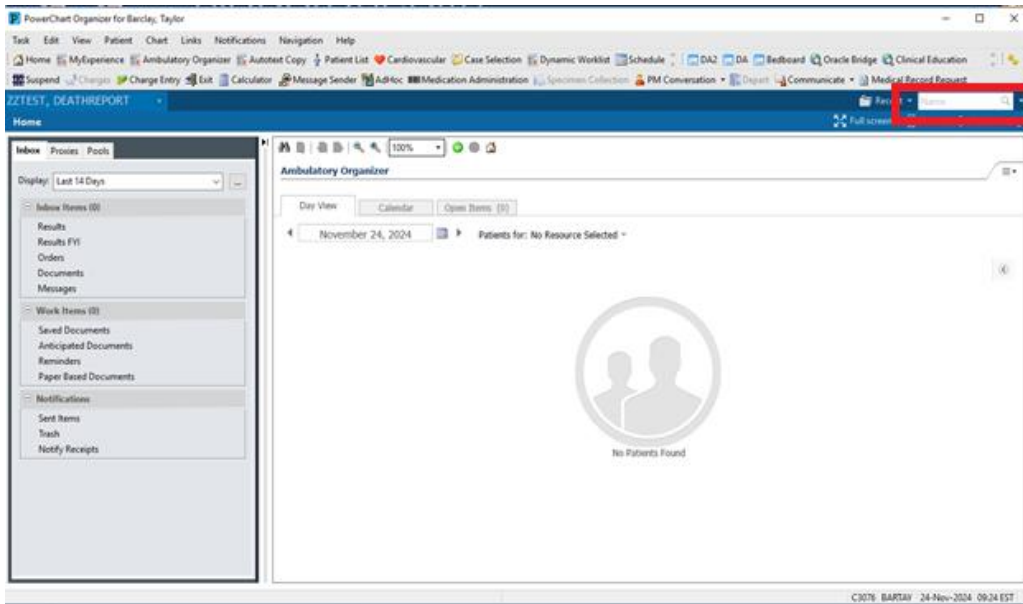 PowerChart Organizer for Barclay, Taylor
Task Edit View Patient Chart Links Notifications Navigation Help
Home MyExperience Ambulatory Organizer Autotext Copy Patient List Cardiovascular Case Selection Dynamic Worklist Schedule DA2 DA Bedboard Oracle Bridge Clinical Education
Suspend Charges Charge Entry Exit Calculator Message Sender AdHoc Medication Administration Specimen Collection PM Conversation Depart Communicate Medical Record Request
ZZTEST, DEATHREPORT
Name
Home
Full screen
Inbox Proxies Pools
Display: Last 14 Days
Inbox Items (0)
Results
Results FYI
Orders
Documents
Messages
Work Items (0)
Saved Documents
Anticipated Documents
Reminders
Paper Based Documents
Notifications
Sent Items
Trash
Notify Receipts
100%
Ambulatory Organizer
Day View Calendar Open Items (0)
November 24, 2024 Patients for: No Resource Selected
No Patients Found
C3076 BARTAY 24-Nov-2024 09:24 EST